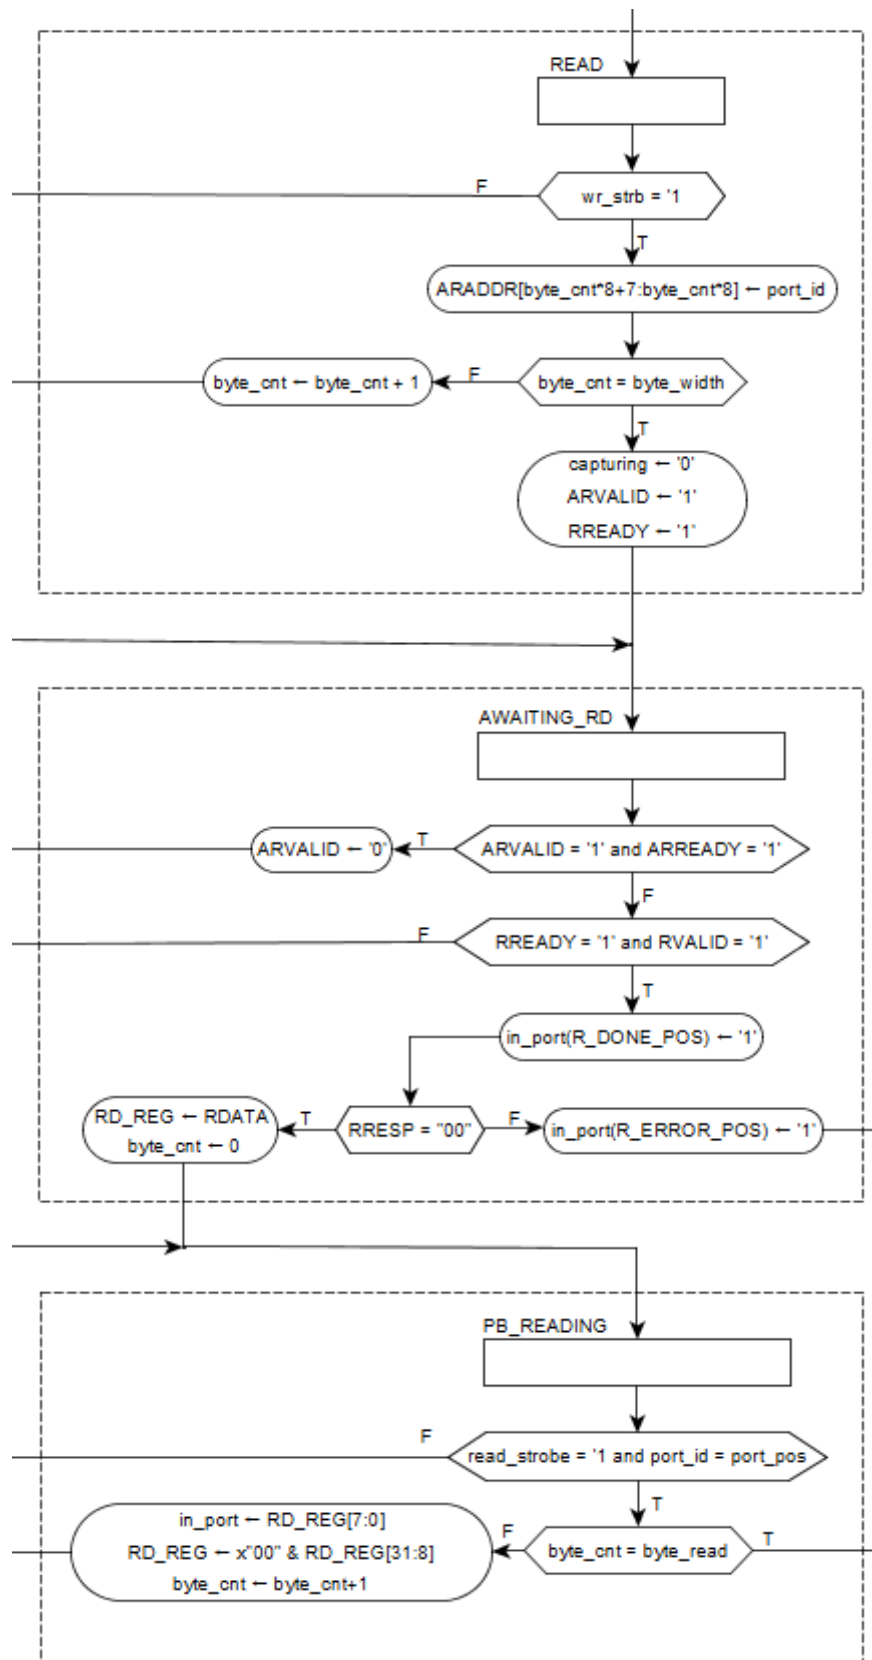 READ
F
wr_strb = '1
T
ARADDR[byte_cnt*8+7:byte_cnt*8] ← port_id
byte_cnt ← byte_cnt + 1
F
byte_cnt = byte_width
T
capturing ← '0'
ARVALID ← '1'
RREADY ← '1'
AWAITING_RD
ARVALID ← '0'
T
ARVALID = '1' and ARREADY = '1'
F
F
RREADY = '1' and RVALID = '1'
T
in_port(R_DONE_POS) ← '1'
RD_REG ← RDATA
byte_cnt ← 0
T
RRESP = "00"
F
in_port(R_ERROR_POS) ← '1'
PB_READING
F
read_strobe = '1 and port_id = port_pos
T
in_port ← RD_REG[7:0]
RD_REG ← x"00" & RD_REG[31:8]
byte_cnt ← byte_cnt+1
F
byte_cnt = byte_read
T